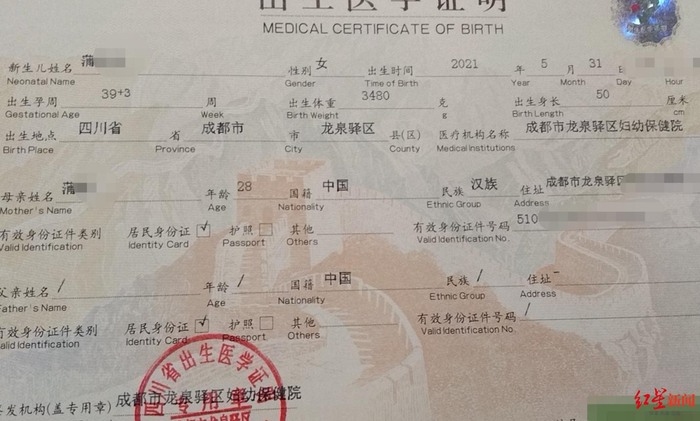 出生医学证明
MEDICAL CERTIFICATE OF BIRTH
新生儿姓名 蒲 性别 女 出生时间 2021 年 5 月 31
Neonatal Name Gender Time of Birth Year Month Day Hour
出生孕周 39+3 周 出生体重 3480 克 出生身长 50 厘米
Gestational Age Week Birth Weight g Birth Length cm
出生地点 四川省 省 成都市 市 龙泉驿区 县(区) 医疗机构名称 成都市龙泉驿区妇幼保健院
Birth Place Province City County Medical Institutions
母亲姓名 蒲 年龄 28 国籍 中国 民族 汉族 住址 成都市龙泉驿区
Mother's Name Age Nationality Ethnic Group Address
有效身份证件类别 居民身份证 √ 护照 其他 有效身份证件号码 510
Valid Identification Identity Card Passport Others Valid Identification No.
父亲姓名 / 年龄 / 国籍 中国 民族 / 住址 -
Father's Name Age Nationality Ethnic Group Address
有效身份证件类别 居民身份证 √ 护照 其他 有效身份证件号码 /
Valid Identification Identity Card Passport Others Valid Identification No.
签发机构(盖专用章) 成都市龙泉驿区妇幼保健院
四川省出生医学证
专用章
红星新闻